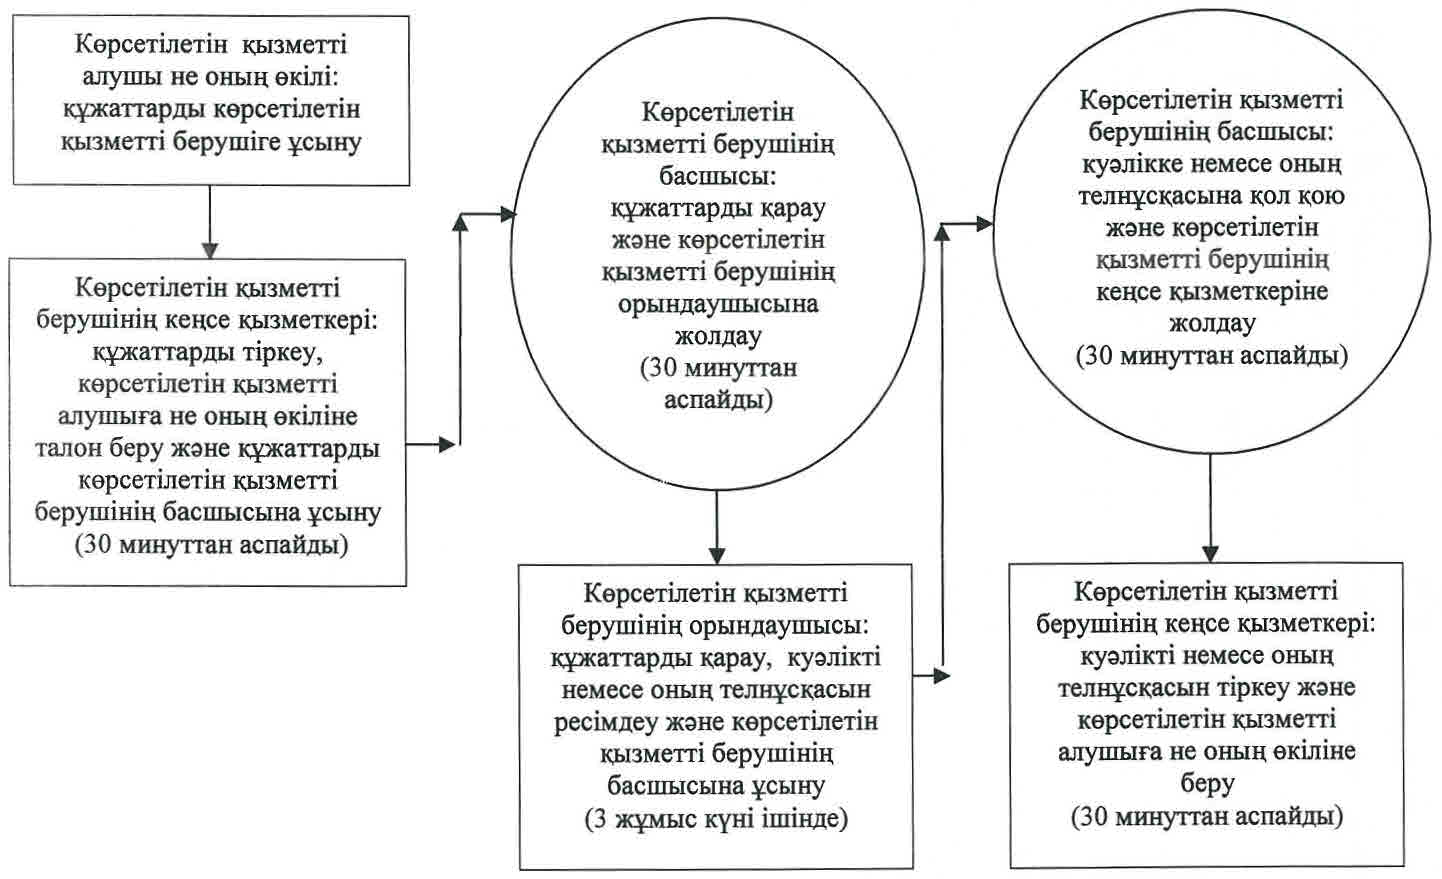 Көрсетілетін қызметті
алушы не оның өкілі:
құжаттарды көрсетілетін
қызметті берушіге ұсыну
Көрсетілетін қызметті
берушінің кеңсе қызметкері:
құжаттарды тіркеу,
көрсетілетін қызметті
алушыға не оның өкіліне
талон беру және құжаттарды
көрсетілетін қызметті
берушінің басшысына ұсыну
(30 минуттан аспайды)
Көрсетілетін
қызметті берушінің
басшысы:
құжаттарды қарау
және көрсетілетін
қызметті берушінің
орындаушысына
жолдау
(30 минуттан
аспайды)
Көрсетілетін қызметті
берушінің орындаушысы:
құжаттарды қарау, куәлікті
немесе оның телнұсқасын
ресімдеу және көрсетілетін
қызметті берушінің
басшысына ұсыну
(3 жұмыс күні ішінде)
Көрсетілетін қызметті
берушінің басшысы:
куәлікке немесе оның
телнұсқасына қол қою
және көрсетілетін
қызметті берушінің
кеңсе қызметкеріне
жолдау
(30 минуттан аспайды)
Көрсетілетін қызметті
берушінің кеңсе қызметкері:
куәлікті немесе оның
телнұсқасын тіркеу және
көрсетілетін қызметті
алушыға не оның өкіліне
беру
(30 минуттан аспайды)